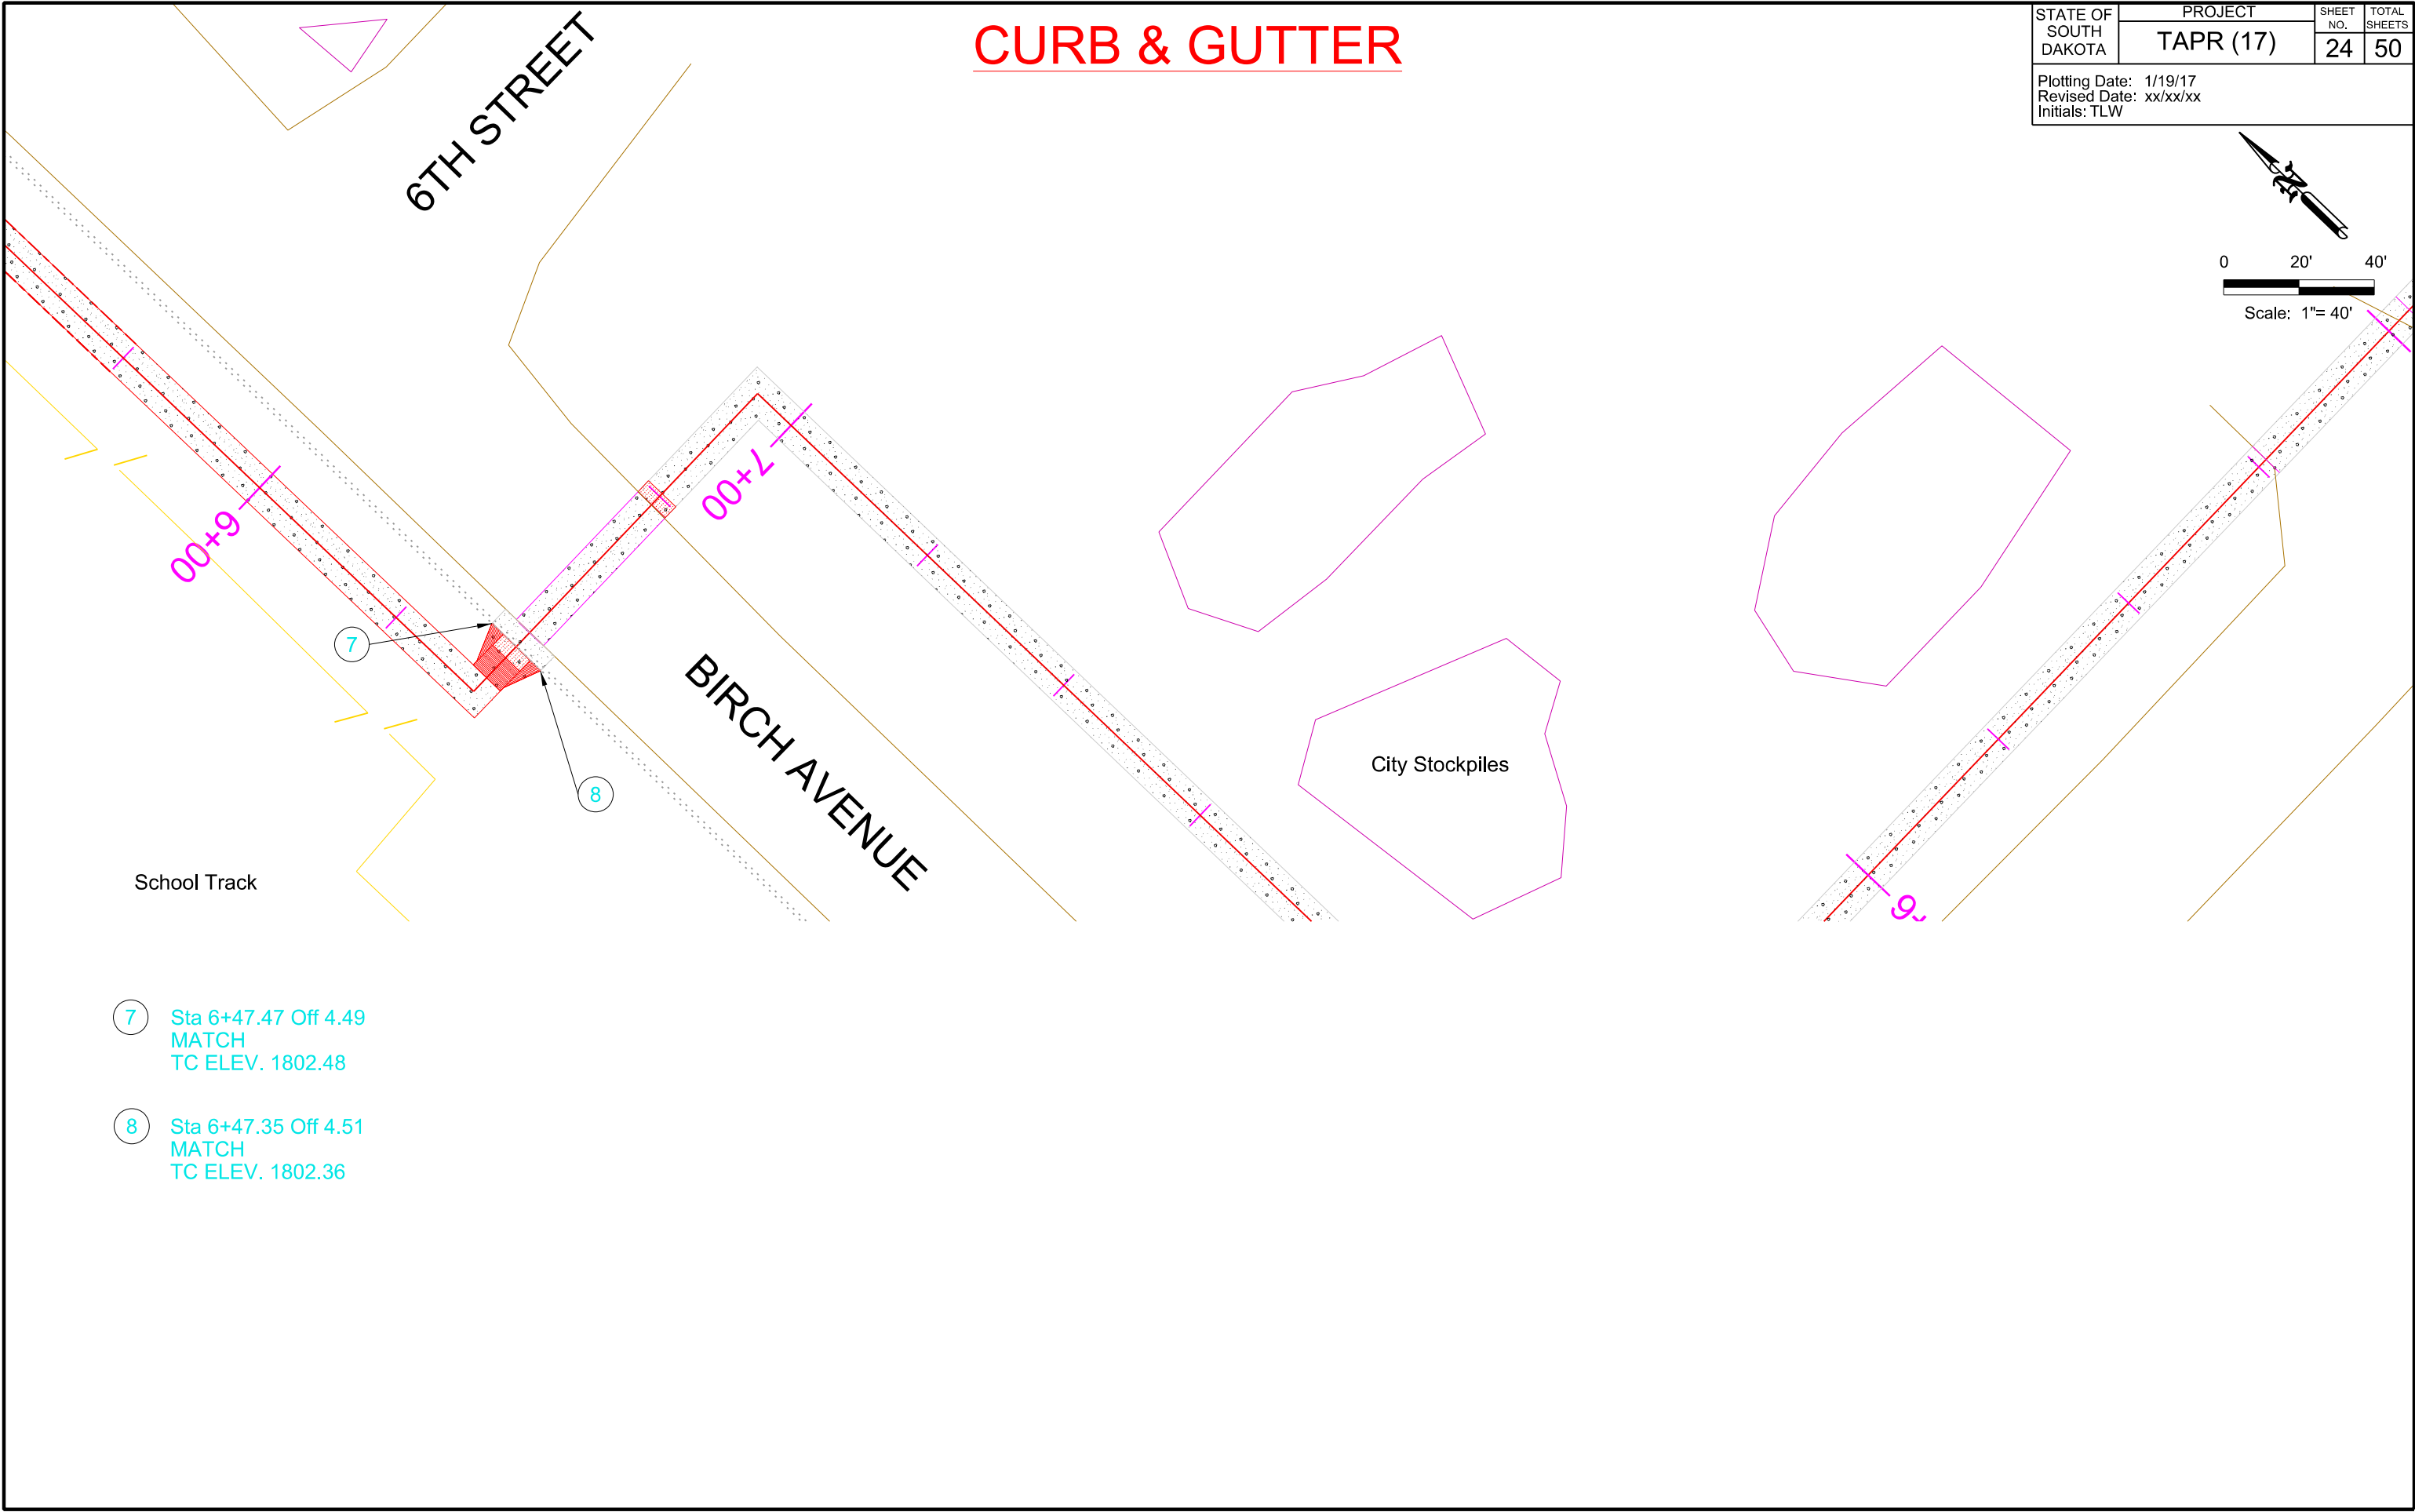 CURB & GUTTER
STATE OF
SOUTH
DAKOTA
PROJECT
TAPR (17)
SHEET
NO.
24
TOTAL
SHEETS
50
Plotting Date: 1/19/17
Revised Date: xx/xx/xx
Initials: TLW
6TH STREET
N
0 20' 40'
Scale: 1"= 40'
6+00
7+00
7
8
BIRCH AVENUE
City Stockpiles
School Track
7 Sta 6+47.47 Off 4.49
MATCH
TC ELEV. 1802.48
8 Sta 6+47.35 Off 4.51
MATCH
TC ELEV. 1802.36